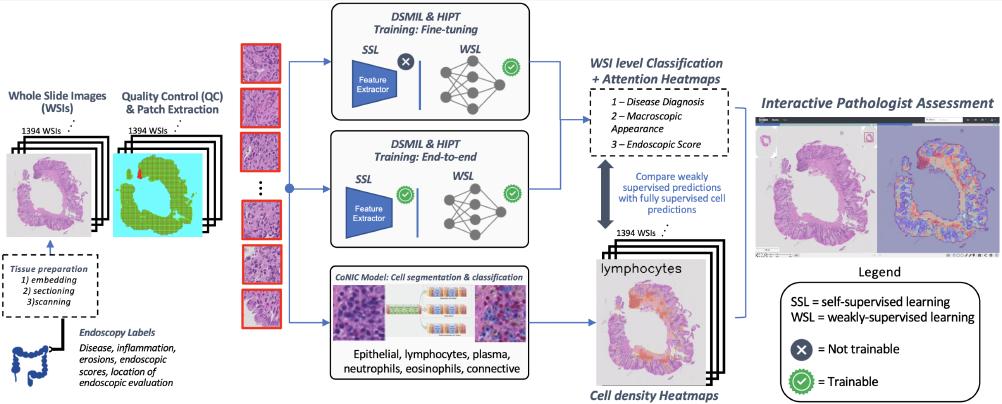 Whole Slide Images
(WSIs)
1394 WSIs
Quality Control (QC)
& Patch Extraction
1394 WSIs
Tissue preparation
1) embedding
2) sectioning
3)scanning
Endoscopy Labels
Disease, inflammation,
erosions, endoscopic
scores, location of
endoscopic evaluation
DSMIL & HIPT
Training: Fine-tuning
SSL
WSL
Feature
Extractor
DSMIL & HIPT
Training: End-to-end
SSL
WSL
Feature
Extractor
CoNIC Model: Cell segmentation & classification
Epithelial, lymphocytes, plasma,
neutrophils, eosinophils, connective
WSI level Classification
+ Attention Heatmaps
1 – Disease Diagnosis
2 – Macroscopic
Appearance
3 – Endoscopic Score
Compare weakly
supervised predictions
with fully supervised cell
predictions
1394 WSIs
lymphocytes
Cell density Heatmaps
Interactive Pathologist Assessment
Legend
SSL = self-supervised learning
WSL = weakly-supervised learning
= Not trainable
= Trainable